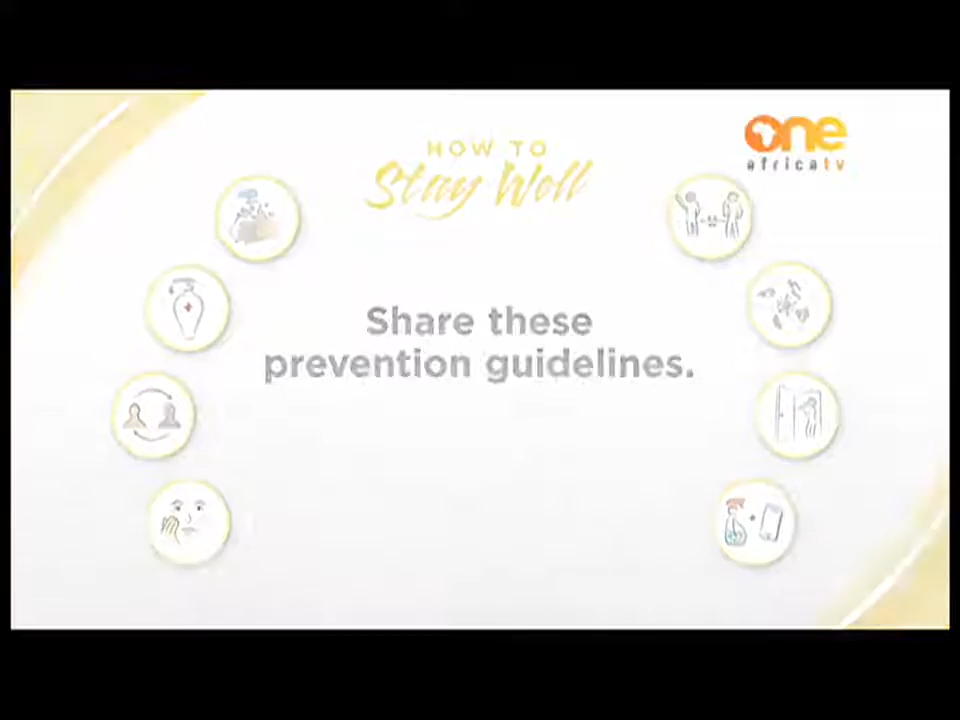 one
africatv
HOW TO
Stay Well
Share these
prevention guidelines.